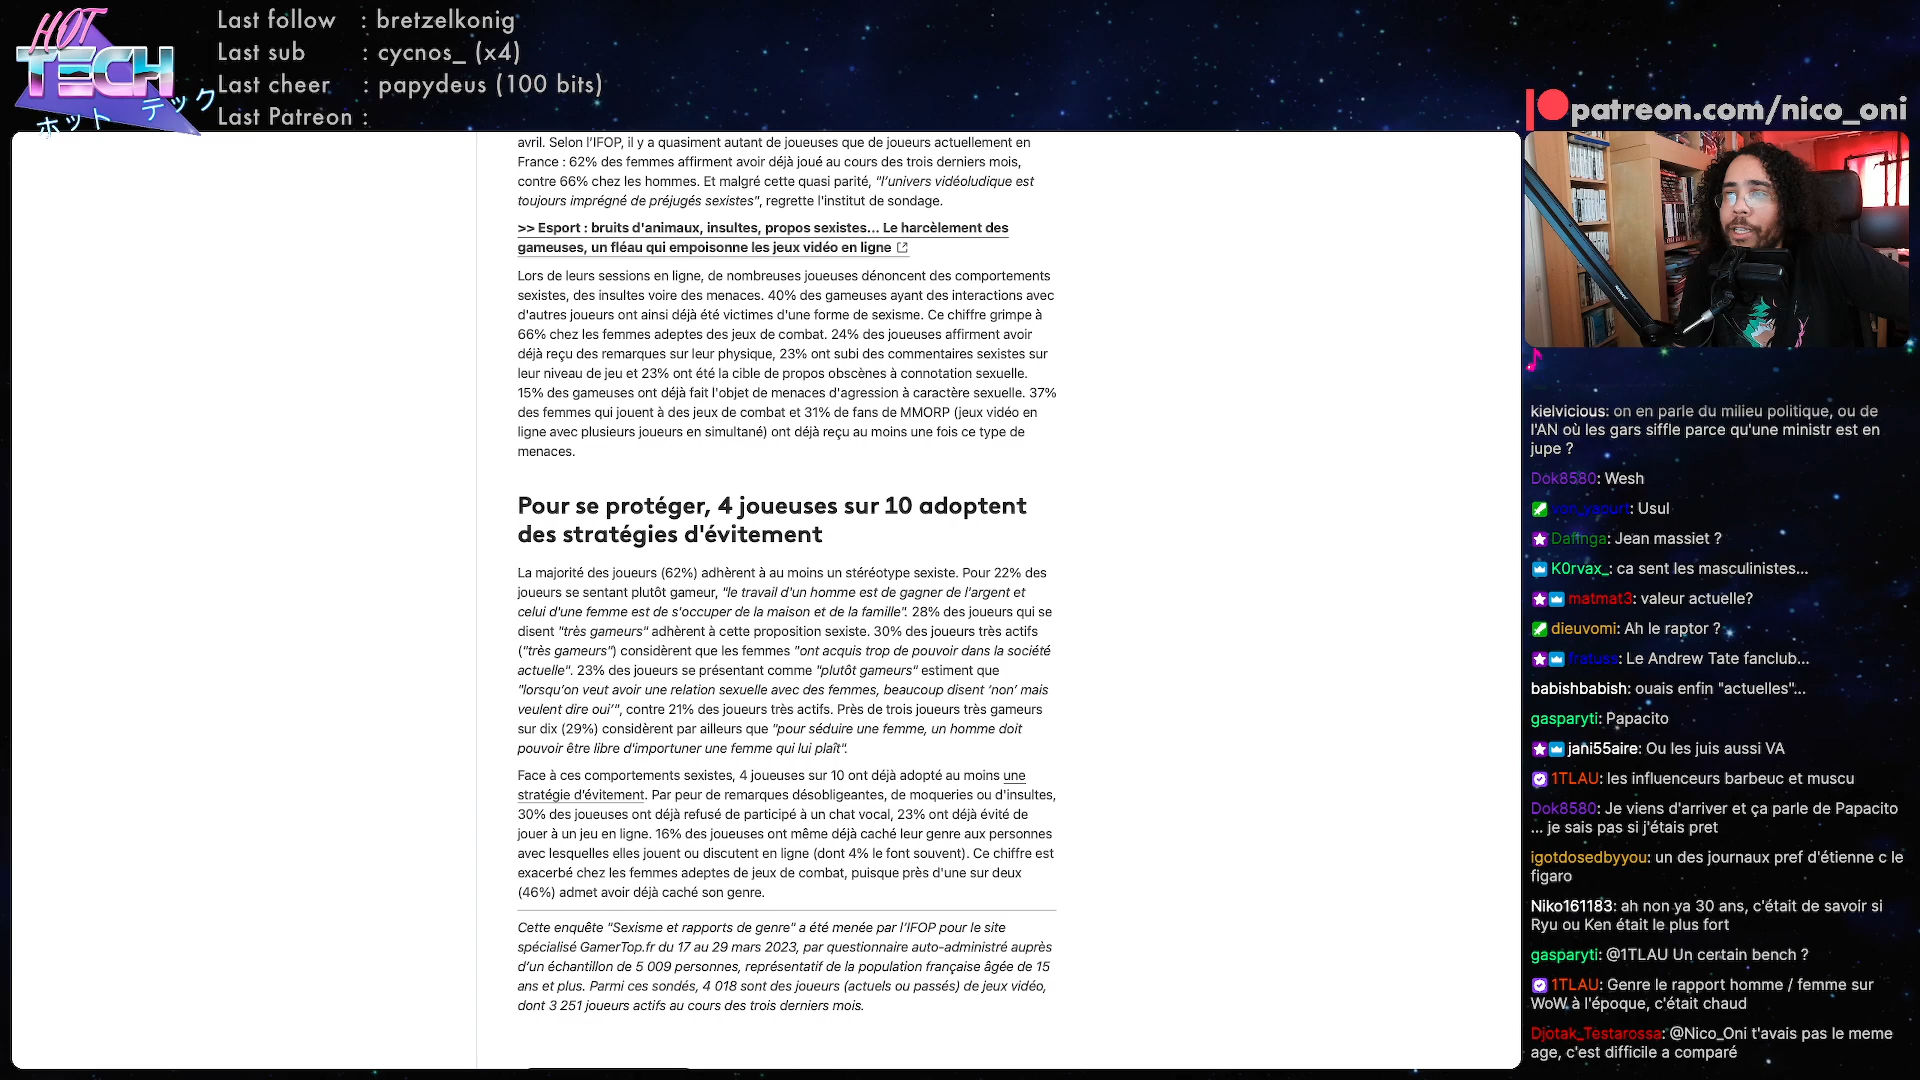 HOT
TECH
ホット テック
Last follow : bretzelkonig
Last sub : cycnos_ (x4)
Last cheer : papydeus (100 bits)
Last Patreon :
patreon.com/nico_oni
avril. Selon l'IFOP, il y a quasiment autant de joueuses que de joueurs actuellement en
France : 62% des femmes affirment avoir déjà joué au cours des trois derniers mois,
contre 66% chez les hommes. Et malgré cette quasi parité, "l'univers vidéoludique est
toujours imprégné de préjugés sexistes", regrette l'institut de sondage.
>> Esport : bruits d'animaux, insultes, propos sexistes... Le harcèlement des
gameuses, un fléau qui empoisonne les jeux vidéo en ligne
Lors de leurs sessions en ligne, de nombreuses joueuses dénoncent des comportements
sexistes, des insultes voire des menaces. 40% des gameuses ayant des interactions avec
d'autres joueurs ont ainsi déjà été victimes d'une forme de sexisme. Ce chiffre grimpe à
66% chez les femmes adeptes des jeux de combat. 24% des joueuses affirment avoir
déjà reçu des remarques sur leur physique, 23% ont subi des commentaires sexistes sur
leur niveau de jeu et 23% ont été la cible de propos obscènes à connotation sexuelle.
15% des gameuses ont déjà fait l'objet de menaces d'agression à caractère sexuelle. 37%
des femmes qui jouent à des jeux de combat et 31% de fans de MMORP (jeux vidéo en
ligne avec plusieurs joueurs en simultané) ont déjà reçu au moins une fois ce type de
menaces.
Pour se protéger, 4 joueuses sur 10 adoptent
des stratégies d'évitement
La majorité des joueurs (62%) adhèrent à au moins un stéréotype sexiste. Pour 22% des
joueurs se sentant plutôt gameur, "le travail d'un homme est de gagner de l'argent et
celui d'une femme est de s'occuper de la maison et de la famille". 28% des joueurs qui se
disent "très gameurs" adhèrent à cette proposition sexiste. 30% des joueurs très actifs
("très gameurs") considèrent que les femmes "ont acquis trop de pouvoir dans la société
actuelle". 23% des joueurs se présentant comme "plutôt gameurs" estiment que
"lorsqu'on veut avoir une relation sexuelle avec des femmes, beaucoup disent 'non' mais
veulent dire oui'", contre 21% des joueurs très actifs. Près de trois joueurs très gameurs
sur dix (29%) considèrent par ailleurs que "pour séduire une femme, un homme doit
pouvoir être libre d'importuner une femme qui lui plaît".
Face à ces comportements sexistes, 4 joueuses sur 10 ont déjà adopté au moins une
stratégie d'évitement. Par peur de remarques désobligeantes, de moqueries ou d'insultes,
30% des joueuses ont déjà refusé de participé à un chat vocal, 23% ont déjà évité de
jouer à un jeu en ligne. 16% des joueuses ont même déjà caché leur genre aux personnes
avec lesquelles elles jouent ou discutent en ligne (dont 4% le font souvent). Ce chiffre est
exacerbé chez les femmes adeptes de jeux de combat, puisque près d'une sur deux
(46%) admet avoir déjà caché son genre.
Cette enquête "Sexisme et rapports de genre" a été menée par l'IFOP pour le site
spécialisé GamerTop.fr du 17 au 29 mars 2023, par questionnaire auto-administré auprès
d'un échantillon de 5 009 personnes, représentatif de la population française âgée de 15
ans et plus. Parmi ces sondés, 4 018 sont des joueurs (actuels ou passés) de jeux vidéo,
dont 3 251 joueurs actifs au cours des trois derniers mois.
kielvicious: on en parle du milieu politique, ou de
l'AN où les gars siffle parce qu'une ministr est en
jupe ?
Dok8580: Wesh
von_yaourt: Usul
Dafinga: Jean massiet ?
K0rvax_: ca sent les masculinistes...
matmat3: valeur actuelle?
dieuvomi: Ah le raptor ?
fratuss: Le Andrew Tate fanclub...
babishbabish: ouais enfin "actuelles"...
gasparyti: Papacito
jani55aire: Ou les juis aussi VA
1TLAU: les influenceurs barbeuc et muscu
Dok8580: Je viens d'arriver et ça parle de Papacito
... je sais pas si j'étais pret
igotdosedbyyou: un des journaux pref d'étienne c le
figaro
Niko161183: ah non ya 30 ans, c'était de savoir si
Ryu ou Ken était le plus fort
gasparyti: @1TLAU Un certain bench ?
1TLAU: Genre le rapport homme / femme sur
WoW à l'époque, c'était chaud
Djotak_Testarossa: @Nico_Oni t'avais pas le meme
age, c'est difficile a comparé